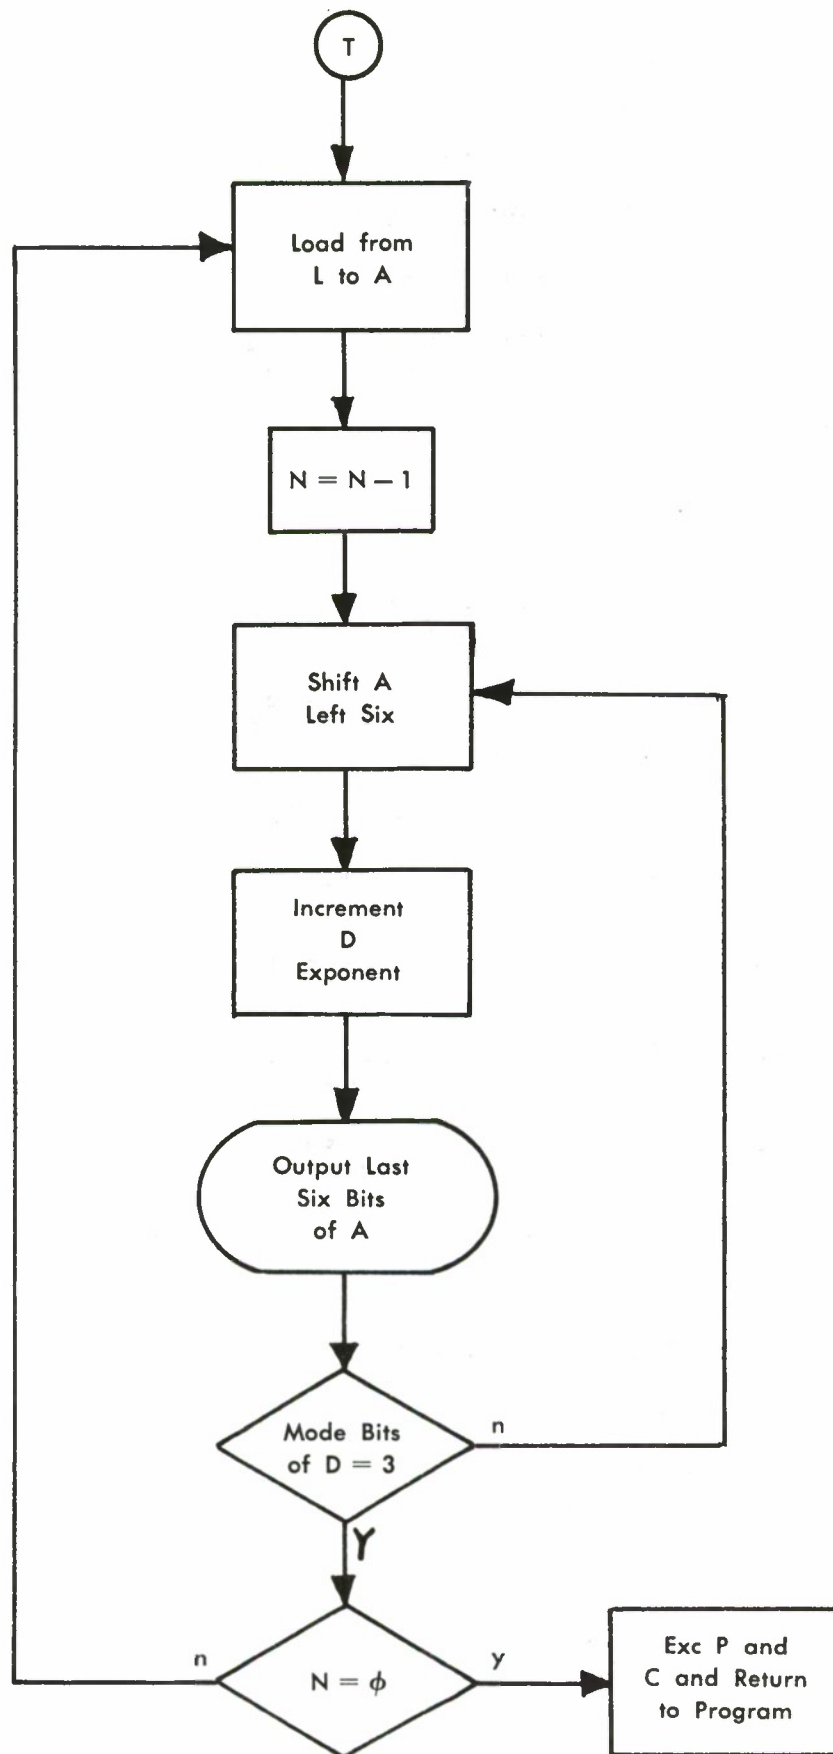 T
Load from
L to A
N = N – 1
Shift A
Left Six
Increment
D
Exponent
Output Last
Six Bits
of A
Mode Bits
of D = 3
n
Y
n
N = ϕ
y
Exc P and
C and Return
to Program